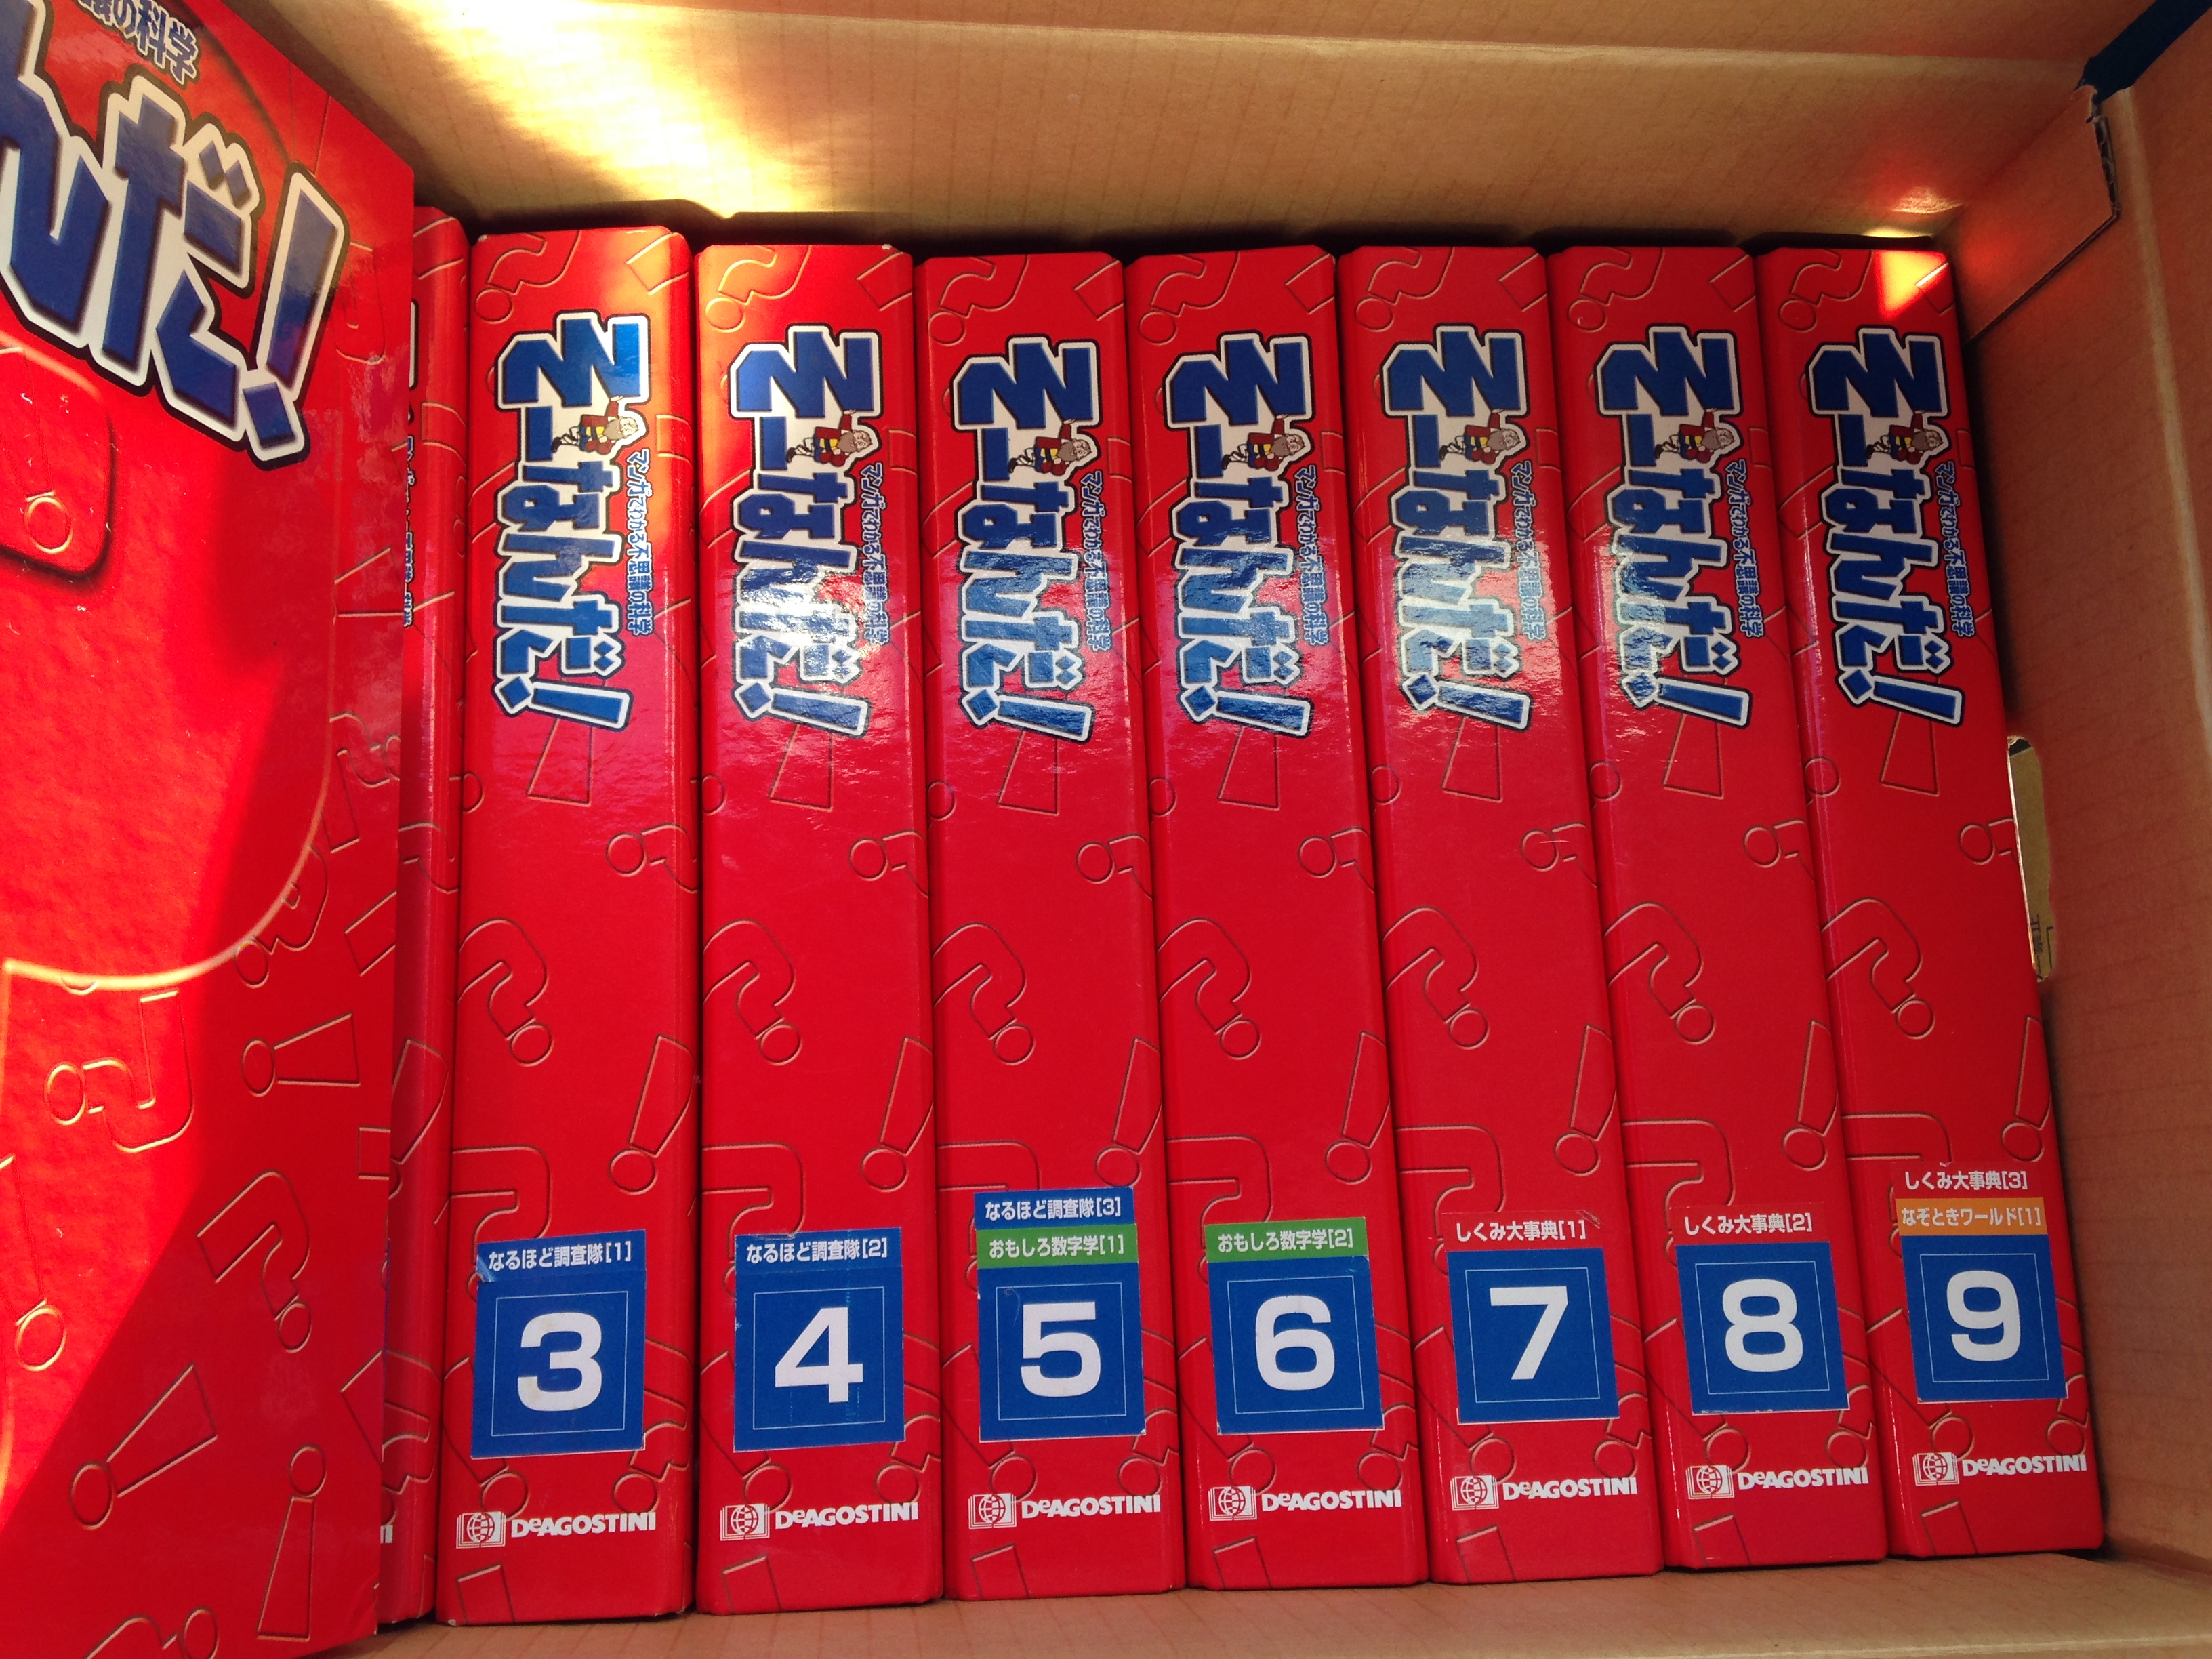 の科学
んだ!
そーなんだ!
マンガでわかる不思議の科学
なるほど調査隊[1]
3
DeAGOSTINI
そーなんだ!
マンガでわかる不思議の科学
なるほど調査隊[2]
4
DeAGOSTINI
そーなんだ!
マンガでわかる不思議の科学
なるほど調査隊[3]
おもしろ数字学[1]
5
DeAGOSTINI
そーなんだ!
マンガでわかる不思議の科学
おもしろ数字学[2]
6
DeAGOSTINI
そーなんだ!
マンガでわかる不思議の科学
しくみ大事典[1]
7
DeAGOSTINI
そーなんだ!
マンガでわかる不思議の科学
しくみ大事典[2]
8
DeAGOSTINI
そーなんだ!
マンガでわかる不思議の科学
しくみ大事典[3]
なぞときワールド[1]
9
DeAGOSTINI